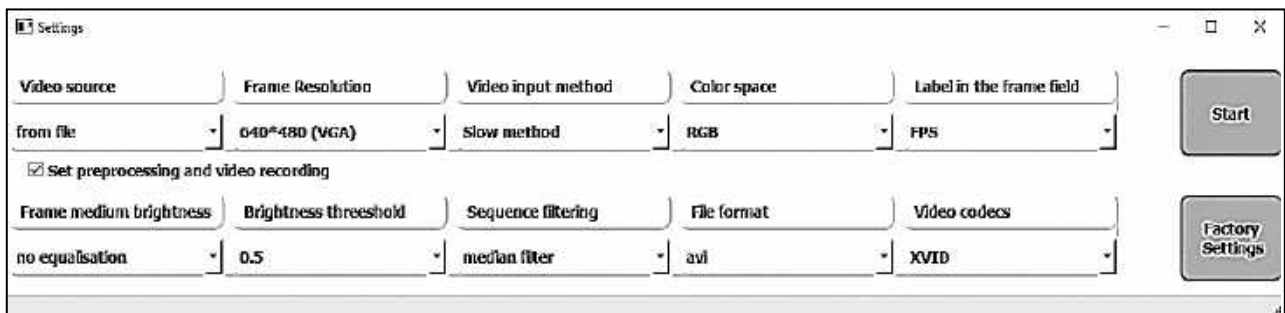 Settings
Video source Frame Resolution Video input method Color space Label in the frame field
Start
from file 640*480 (VGA) Slow method RGB FPS
Set preprocessing and video recording
Frame medium brightness Brightness threeshold Sequence filtering File format Video codecs
Factory
Settings
no equalisation 0.5 median filter avi XVID